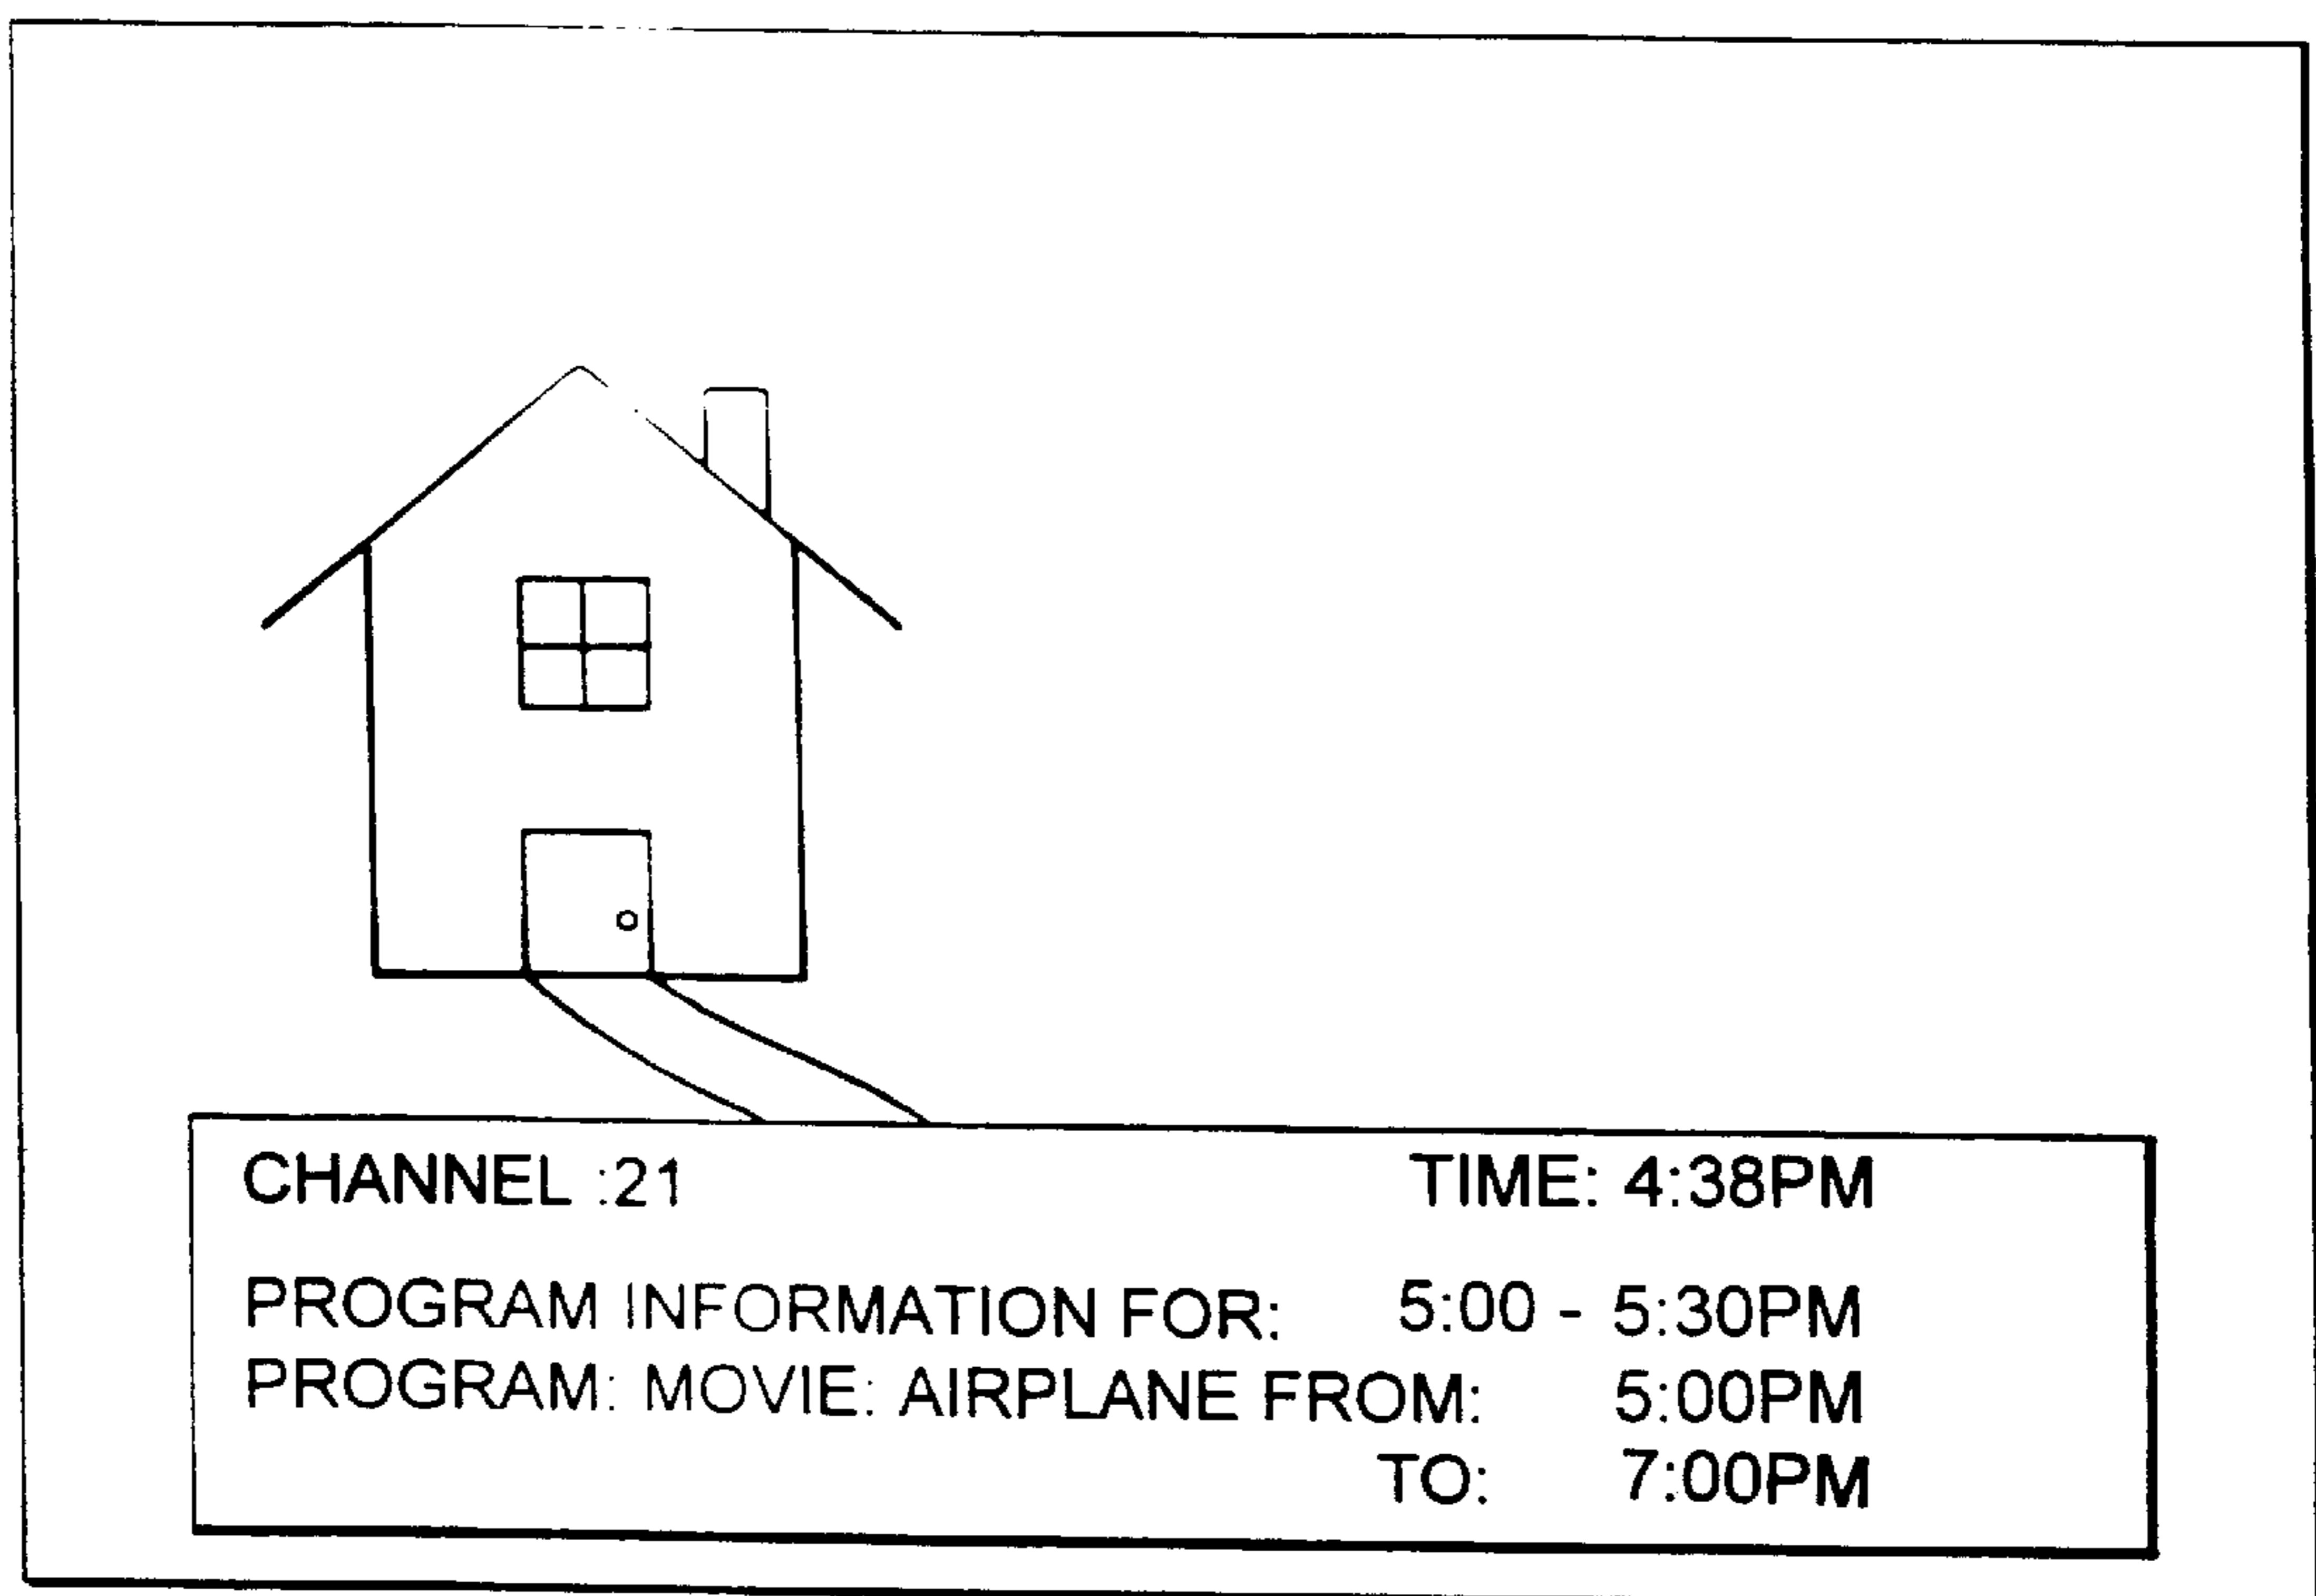 CHANNEL :21 TIME: 4:38PM
PROGRAM INFORMATION FOR: 5:00 - 5:30PM
PROGRAM: MOVIE: AIRPLANE FROM: 5:00PM
TO: 7:00PM